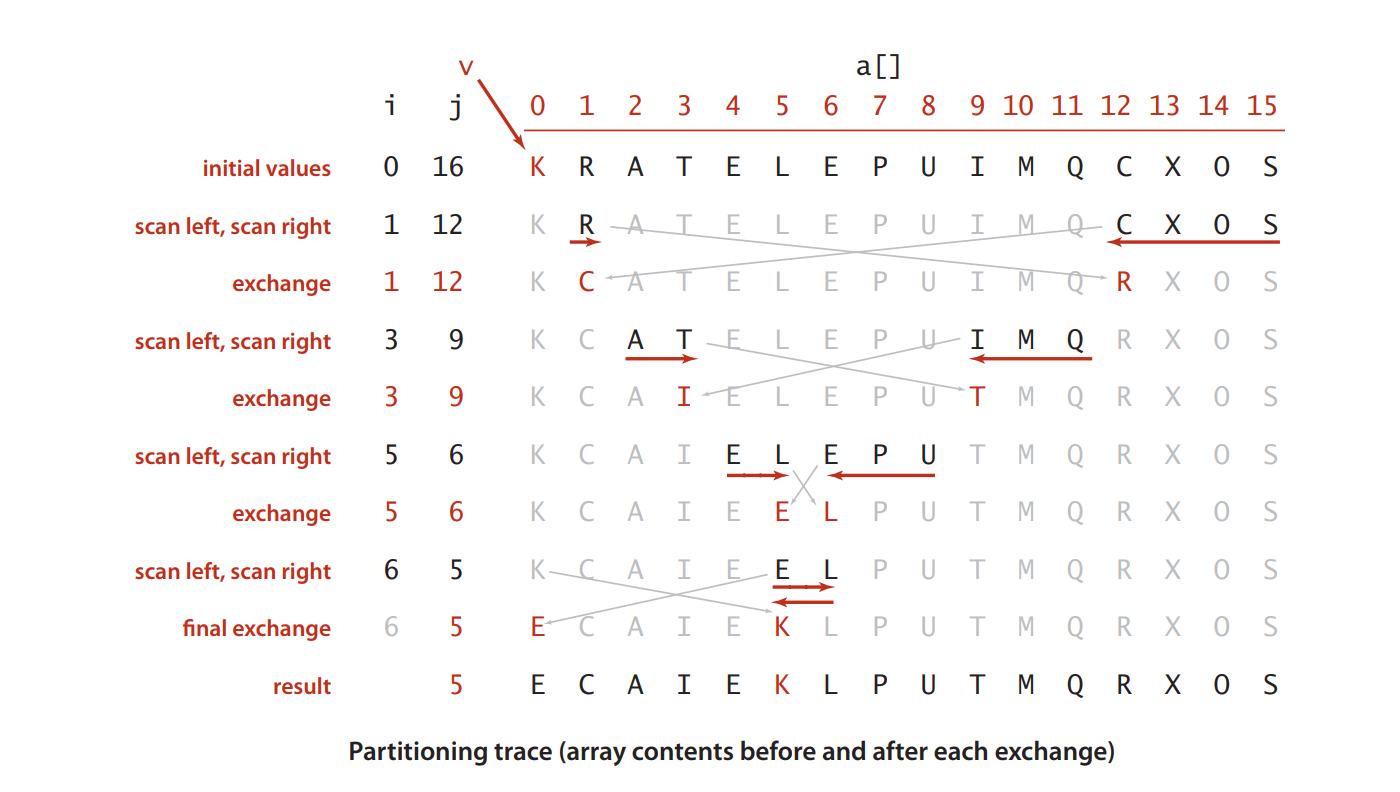 v a[]
i j 0 1 2 3 4 5 6 7 8 9 10 11 12 13 14 15
initial values 0 16 K R A T E L E P U I M Q C X O S
scan left, scan right 1 12 K R A T E L E P U I M Q C X O S
exchange 1 12 K C A T E L E P U I M Q R X O S
scan left, scan right 3 9 K C A T E L E P U I M Q R X O S
exchange 3 9 K C A I E L E P U T M Q R X O S
scan left, scan right 5 6 K C A I E L E P U T M Q R X O S
exchange 5 6 K C A I E E L P U T M Q R X O S
scan left, scan right 6 5 K C A I E E L P U T M Q R X O S
final exchange 6 5 E C A I E K L P U T M Q R X O S
result 5 E C A I E K L P U T M Q R X O S
Partitioning trace (array contents before and after each exchange)